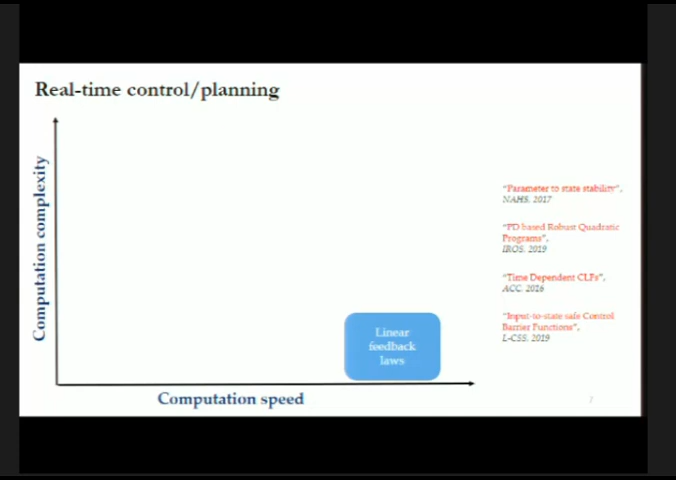 Real-time control/planning
Computation complexity
Linear
feedback
laws
Computation speed
"Parameter to state stability",
NAHS, 2017
"PD based Robust Quadratic
Programs",
IROS, 2019
"Time Dependent CLFs",
ACC, 2016
"Input-to-state safe Control
Barrier Functions",
L-CSS, 2019